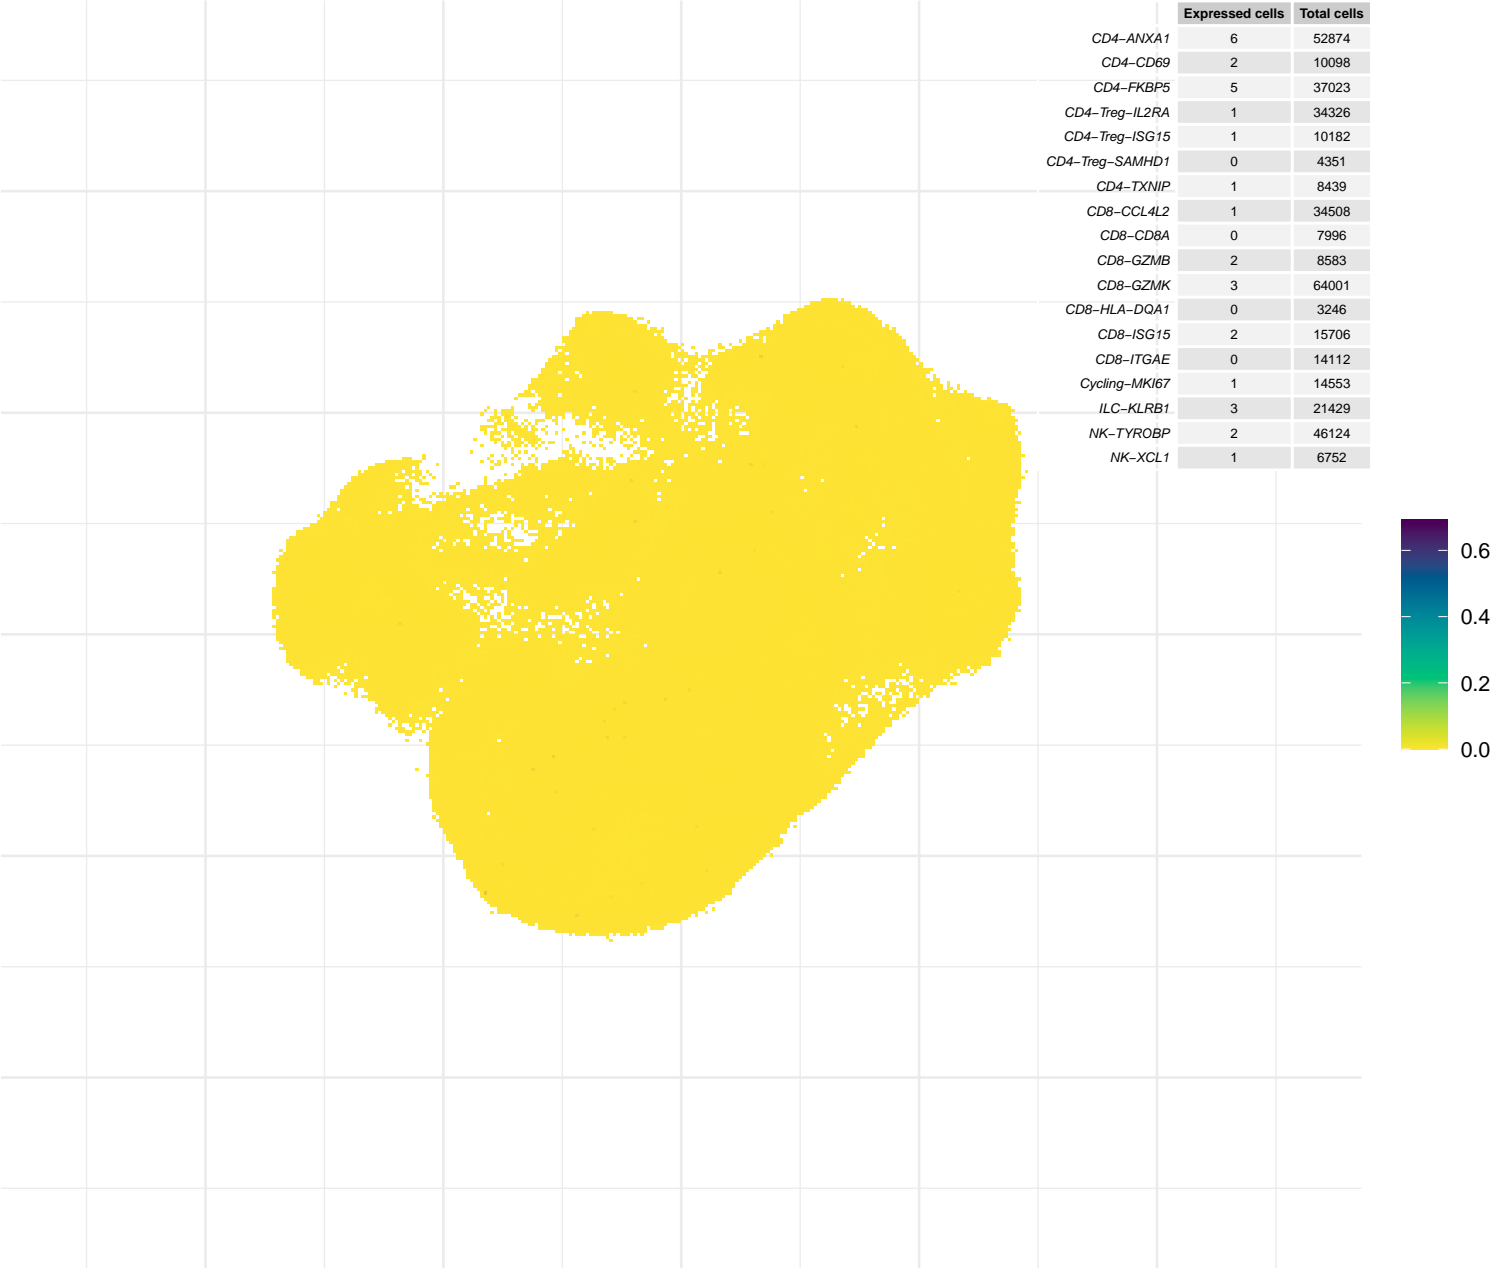 Expressed cells Total cells
CD4−ANXA1 6 52874
CD4−CD69 2 10098
CD4−FKBP5 5 37023
CD4−Treg−IL2RA 1 34326
CD4−Treg−ISG15 1 10182
CD4−Treg−SAMHD1 0 4351
CD4−TXNIP 1 8439
CD8−CCL4L2 1 34508
CD8−CD8A 0 7996
CD8−GZMB 2 8583
CD8−GZMK 3 64001
CD8−HLA−DQA1 0 3246
CD8−ISG15 2 15706
CD8−ITGAE 0 14112
Cycling−MKI67 1 14553
ILC−KLRB1 3 21429
NK−TYROBP 2 46124
NK−XCL1 1 6752
0.6
0.4
0.2
0.0